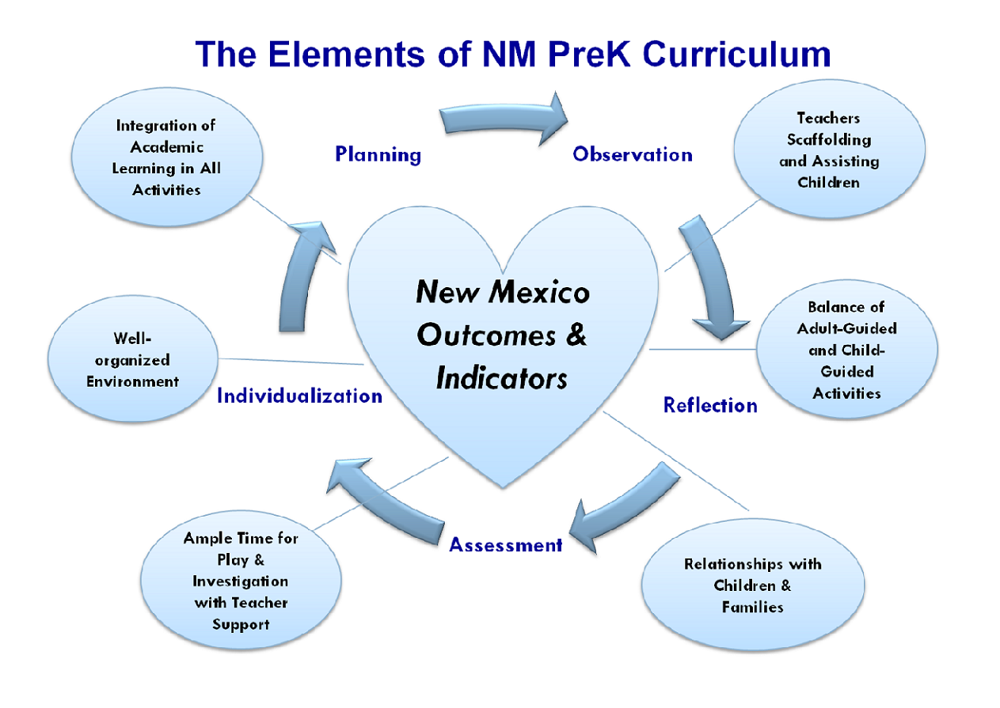 The Elements of NM PreK Curriculum
Integration of
Academic
Learning in All
Activities
Planning
Observation
Teachers
Scaffolding
and Assisting
Children
New Mexico
Outcomes &
Indicators
Well-
organized
Environment
Individualization
Balance of
Adult-Guided
and Child-
Guided
Activities
Reflection
Assessment
Ample Time for
Play &
Investigation
with Teacher
Support
Relationships with
Children &
Families